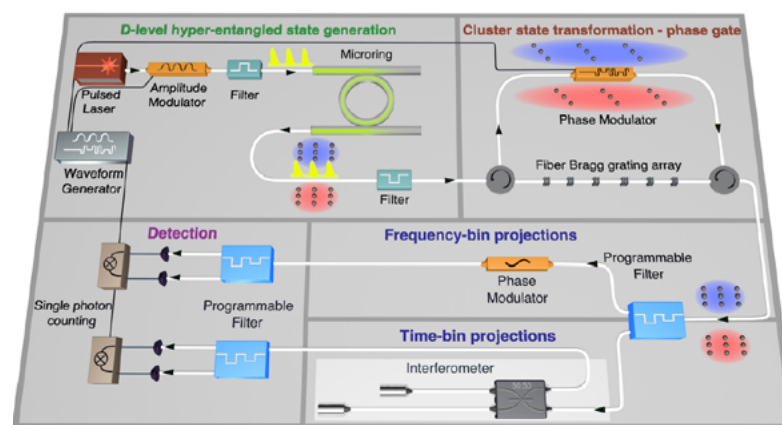 D-level hyper-entangled state generation
Pulsed
Laser
Amplitude
Modulator
Filter
Microring
Waveform
Generator
Filter
Cluster state transformation - phase gate
Phase Modulator
Fiber Bragg grating array
Detection
Single photon
counting
Programmable
Filter
Frequency-bin projections
Phase
Modulator
Programmable
Filter
Time-bin projections
Interferometer
50:50